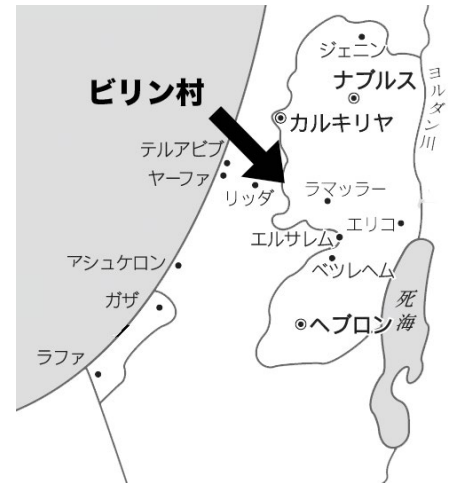 ジェニン
ナブルス
ヨルダン川
ビリン村
カルキリヤ
テルアビブ
ヤーファ
リッダ
ラマッラー
エルサレム
エリコ
アシュケロン
ベツレヘム
ガザ
死海
ヘブロン
ラファ